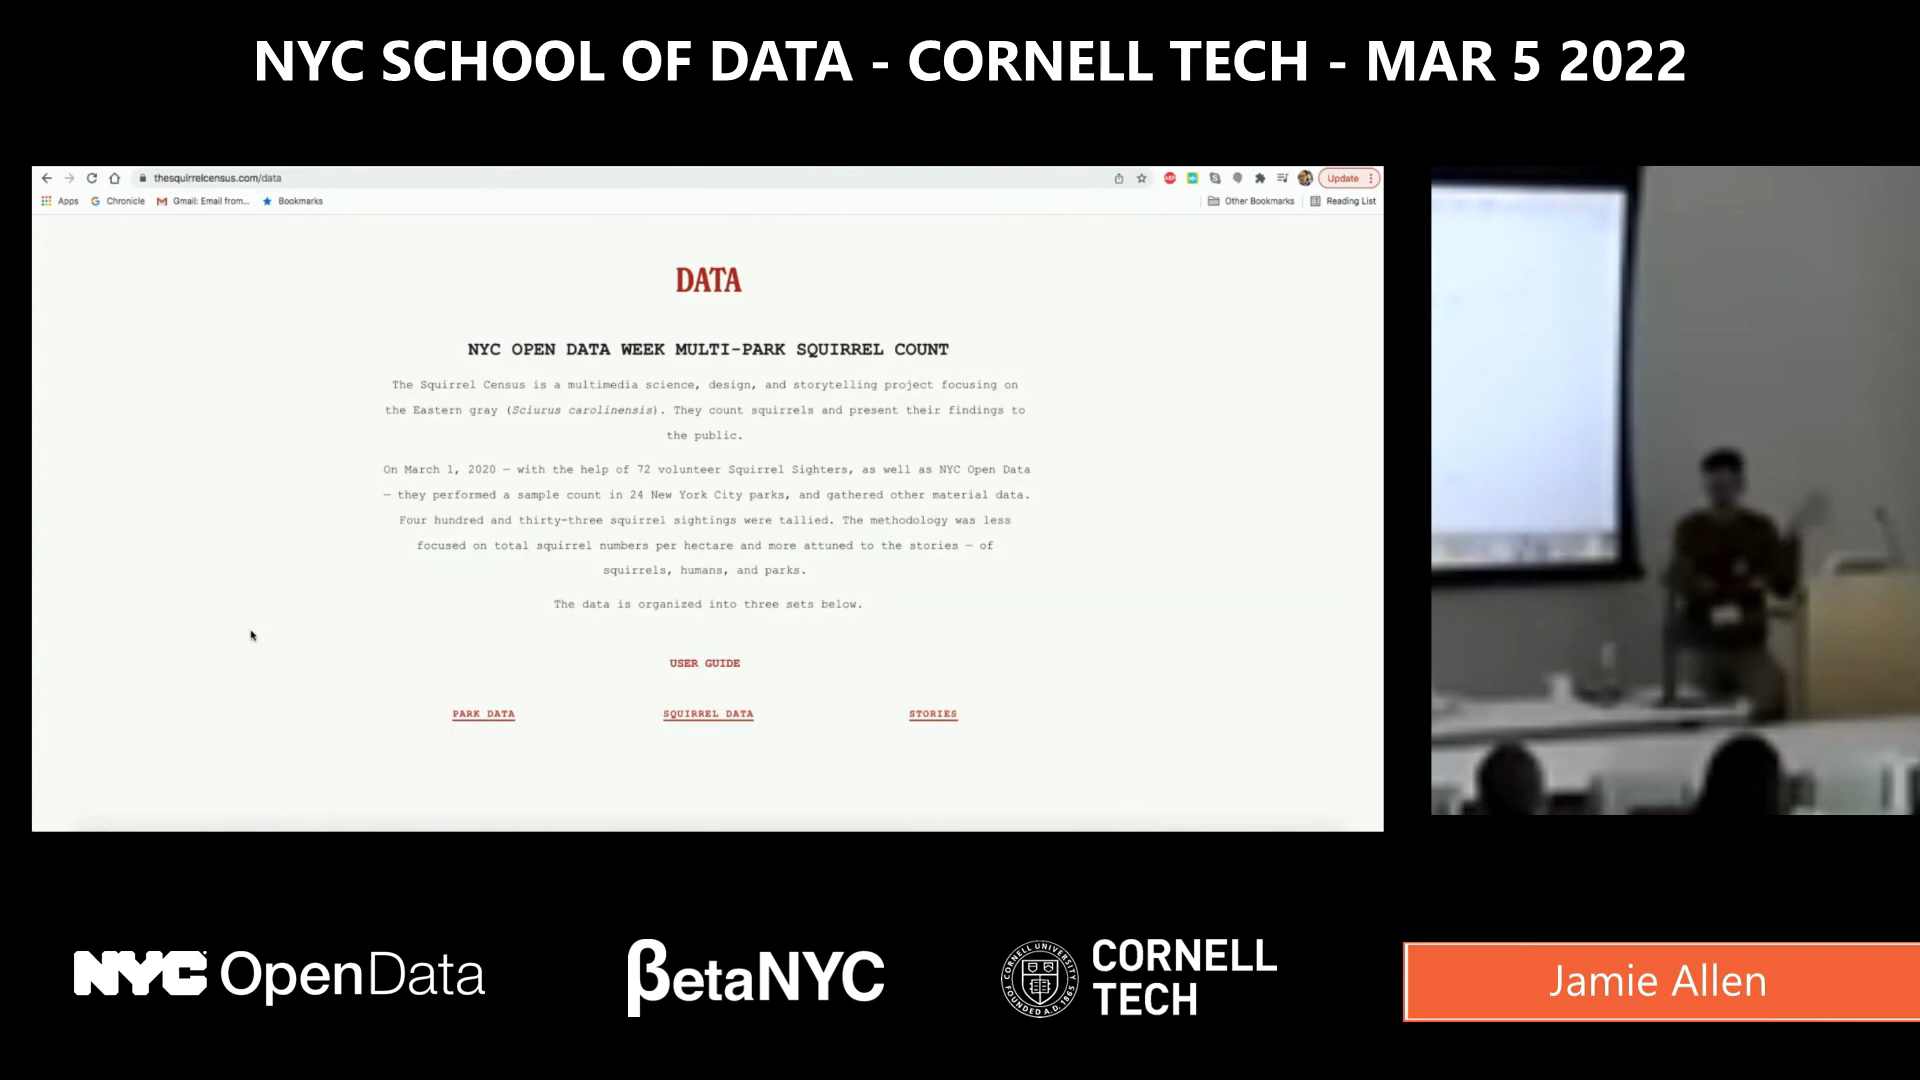 NYC SCHOOL OF DATA - CORNELL TECH - MAR 5 2022
thesquirrelcensus.com/data
Update
Apps
Chronicle
Gmail: Email from...
Bookmarks
Other Bookmarks
Reading List
DATA
NYC OPEN DATA WEEK MULTI-PARK SQUIRREL COUNT
The Squirrel Census is a multimedia science, design, and storytelling project focusing on
the Eastern gray (Sciurus carolinensis). They count squirrels and present their findings to
the public.
On March 1, 2020 — with the help of 72 volunteer Squirrel Sighters, as well as NYC Open Data
— they performed a sample count in 24 New York City parks, and gathered other material data.
Four hundred and thirty-three squirrel sightings were tallied. The methodology was less
focused on total squirrel numbers per hectare and more attuned to the stories — of
squirrels, humans, and parks.
The data is organized into three sets below.
USER GUIDE
PARK DATA
SQUIRREL DATA
STORIES
NYC OpenData
βetaNYC
CORNELL UNIVERSITY
FOUNDED A.D. 1865
CORNELL
TECH
Jamie Allen